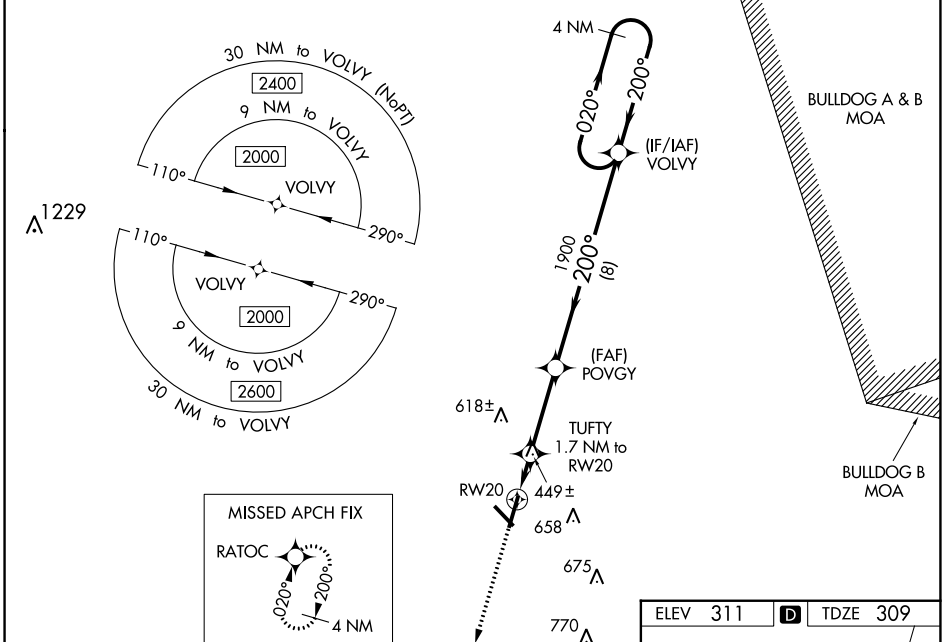 30 NM to VOLVY (NoPT)
2400
9 NM to VOLVY
2000
110°
VOLVY
290°
1229
110°
VOLVY
290°
2000
9 NM to VOLVY
2600
30 NM to VOLVY
4 NM
020°
200°
(IF/IAF)
VOLVY
1900
200°
(8)
(FAF)
POVGY
618±
TUFTY
1.7 NM to
RW20
RW20
449±
658
675
770
BULLDOG A & B
MOA
BULLDOG B
MOA
MISSED APCH FIX
RATOC
020°
200°
4 NM
ELEV 311 D TDZE 309